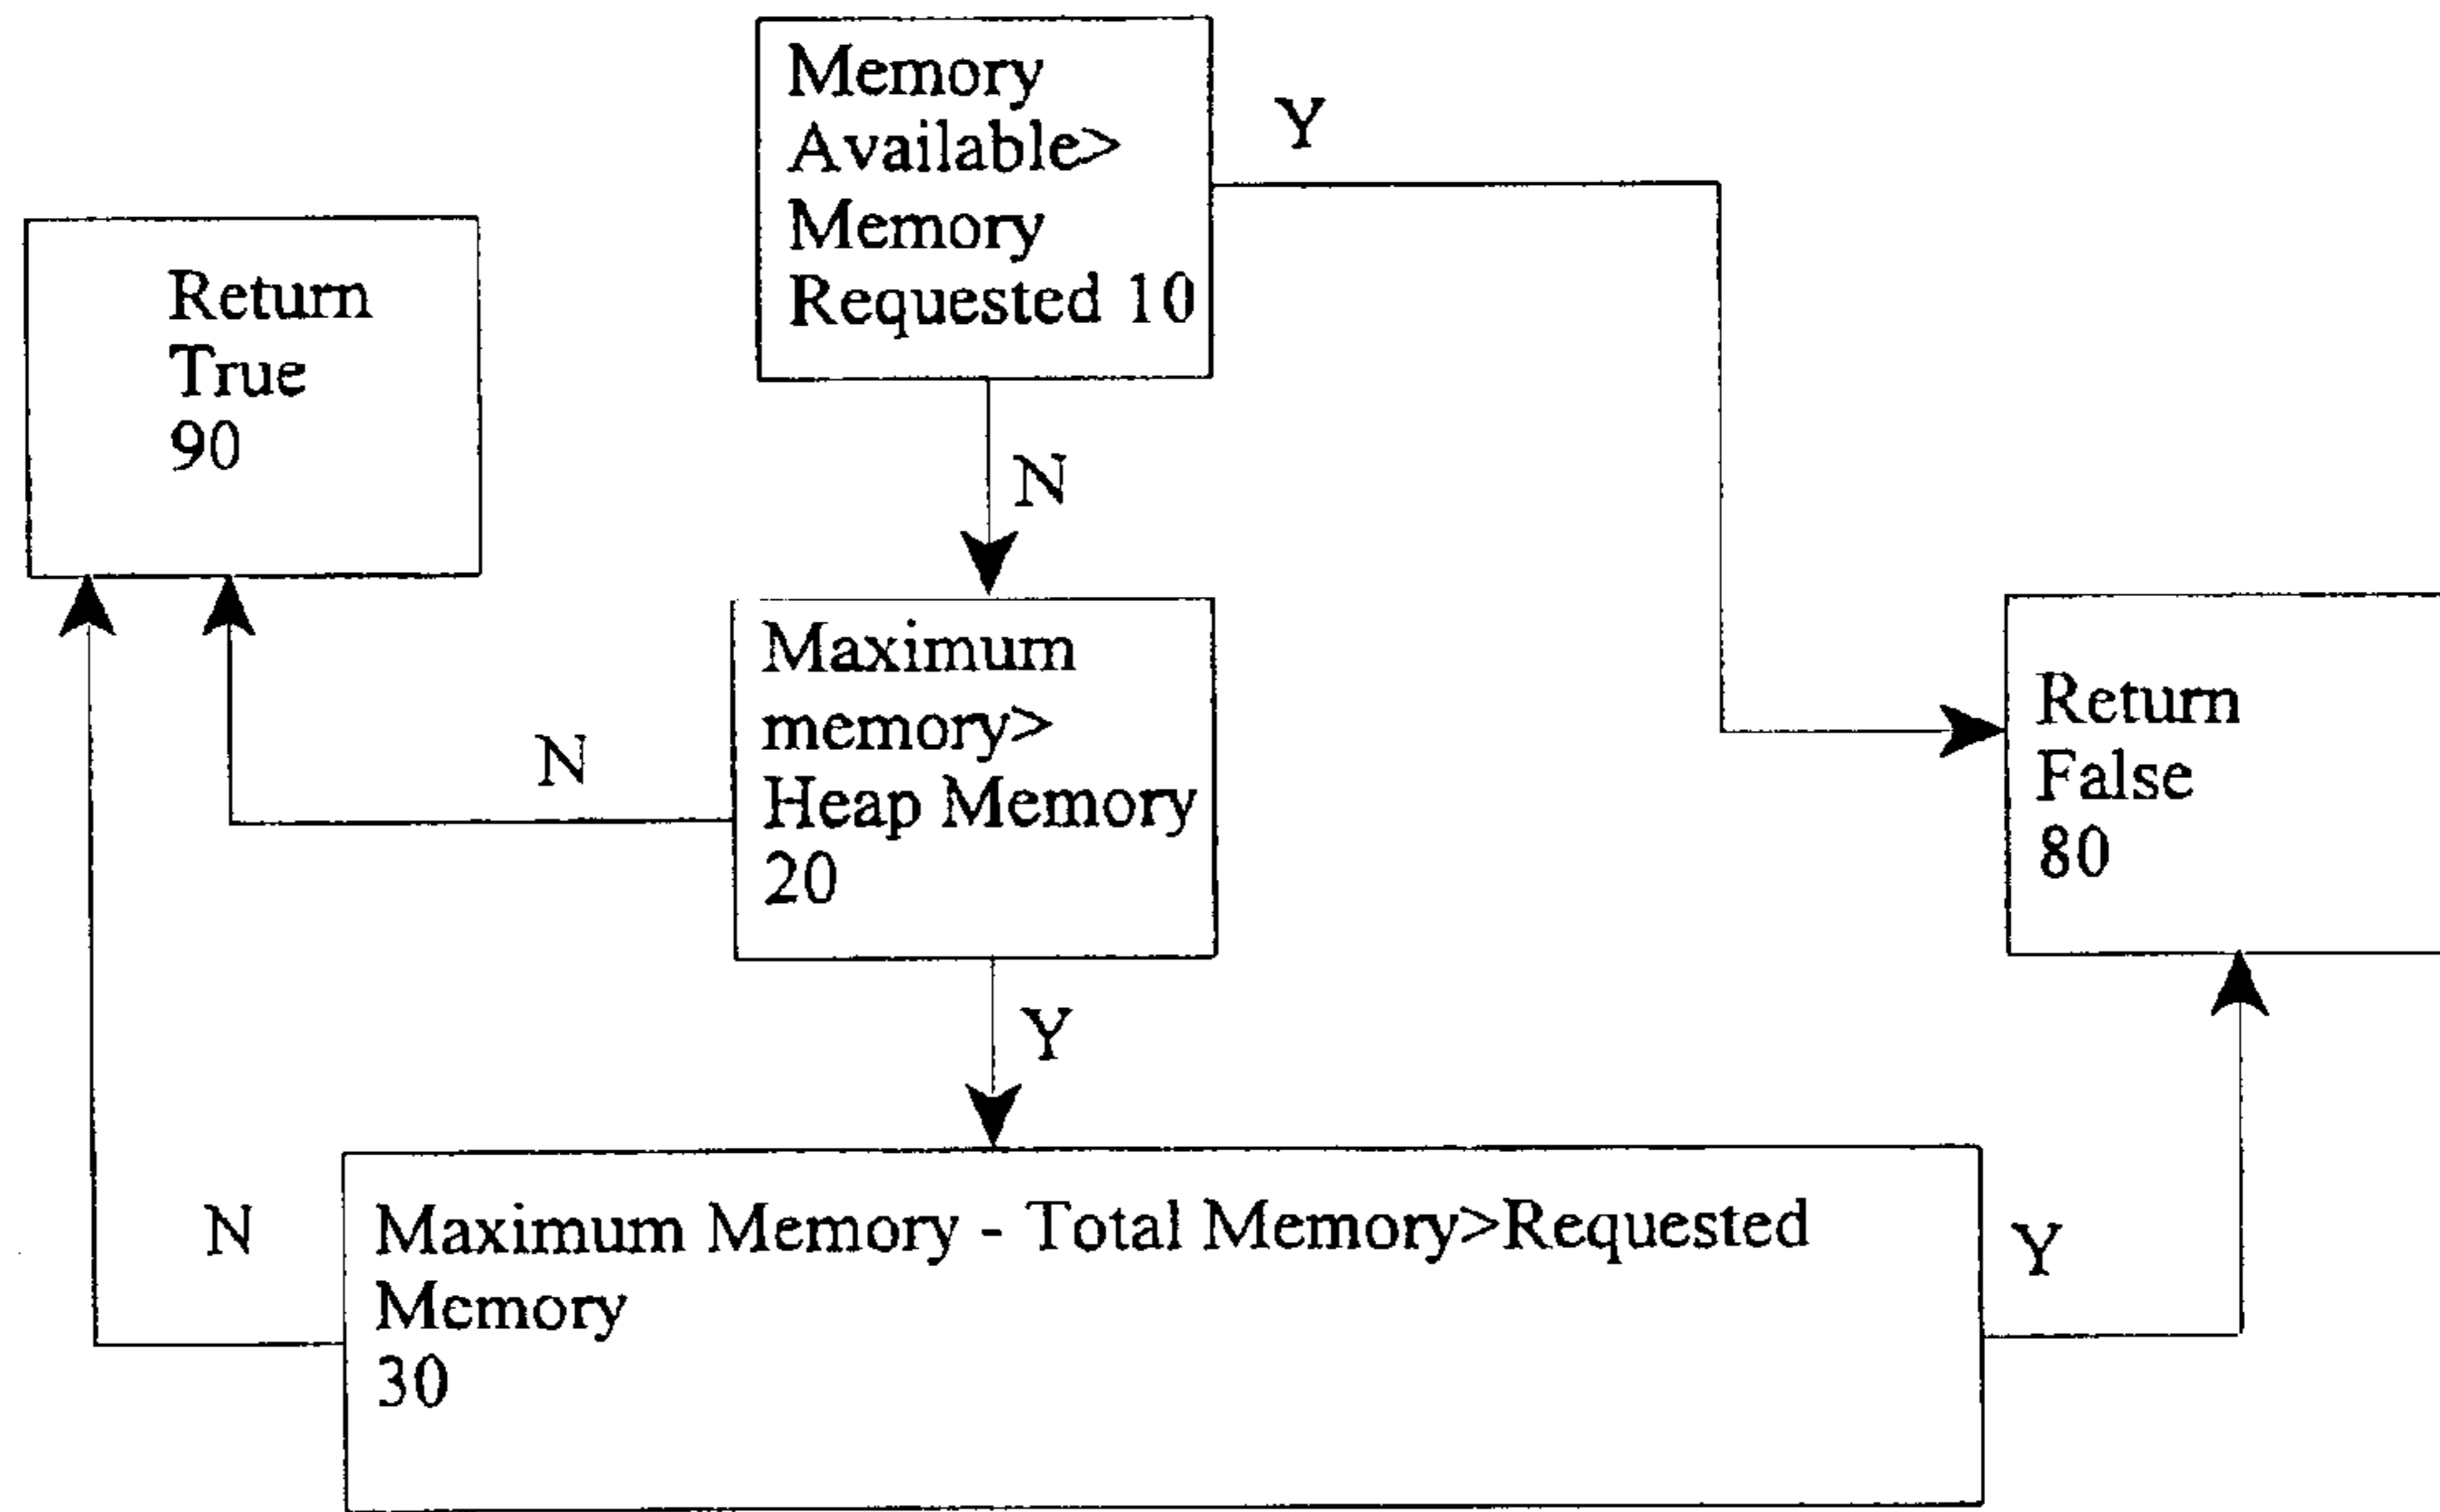 Memory
Available>
Memory
Requested 10
Y
Return
True
90
N
Maximum
memory>
Heap Memory
20
N
Return
False
80
Y
N
Maximum Memory - Total Memory>Requested
Memory
30
Y